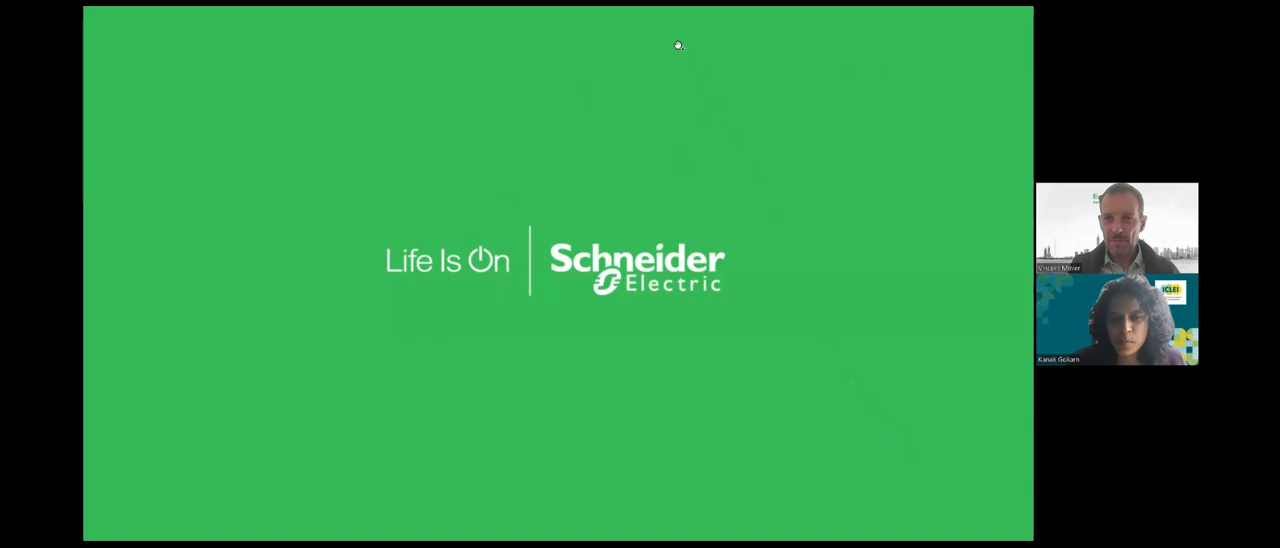 Life Is On
Schneider
Electric
Vincent Minier
ICLEI
Kanak Gokarn